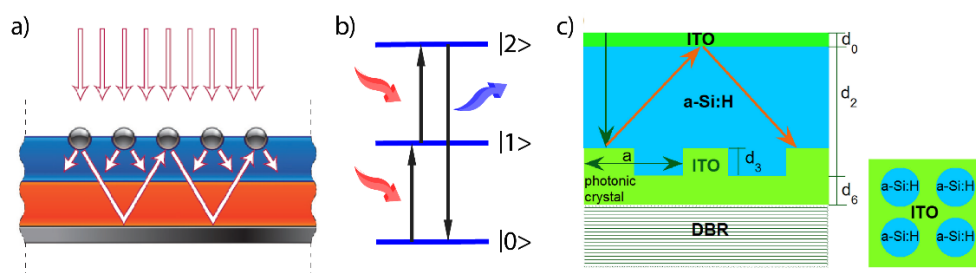 a)
b)
|2>
|1>
|0>
c)
ITO
d0
a-Si:H
d2
a
ITO
d3
photonic
crystal
d6
DBR
a-Si:H a-Si:H
ITO
a-Si:H a-Si:H